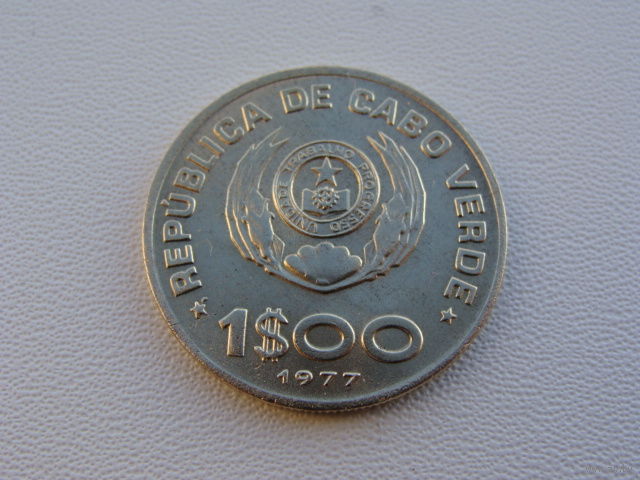 REPÚBLICA DE CABO VERDE
UNIDADE TRABALHO PROGRESSO
1$00
1977